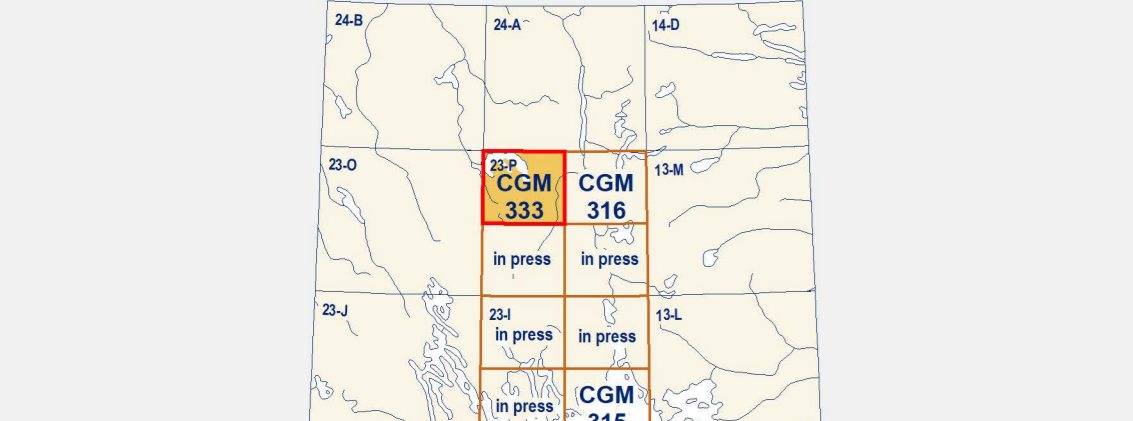 24-B
24-A
14-D
23-O
23-P
CGM
333
CGM
316
13-M
in press
in press
23-J
23-I
in press
in press
13-L
in press
CGM
315